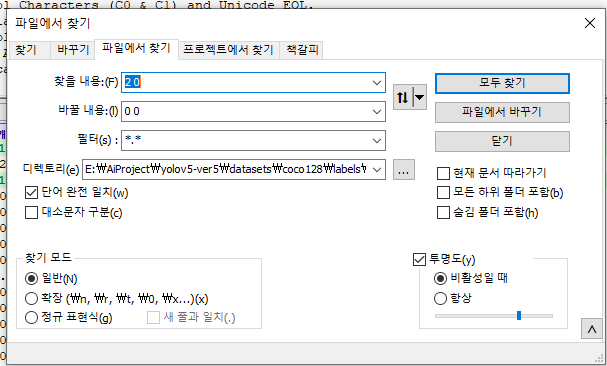 ol Characters (C0 & C1) and Unicode EOL.
파일에서 찾기
찾기 바꾸기 파일에서 찾기 프로젝트에서 찾기 책갈피
찾을 내용:(F) 2 0 모두 찾기
바꿀 내용:(l) 0 0 파일에서 바꾸기
필터(s) : *.* 닫기
디렉토리(e) E:₩AiProject₩yolov5-ver5₩datasets₩coco128₩labels₩ ... 현재 문서 따라가기
단어 완전 일치(w) 모든 하위 폴더 포함(b)
대소문자 구분(c) 숨김 폴더 포함(h)
찾기 모드 투명도(y)
일반(N) 비활성일 때
확장 (₩n, ₩r, ₩t, ₩0, ₩x...)(x) 항상
정규 표현식(g) 새 줄과 일치(.)